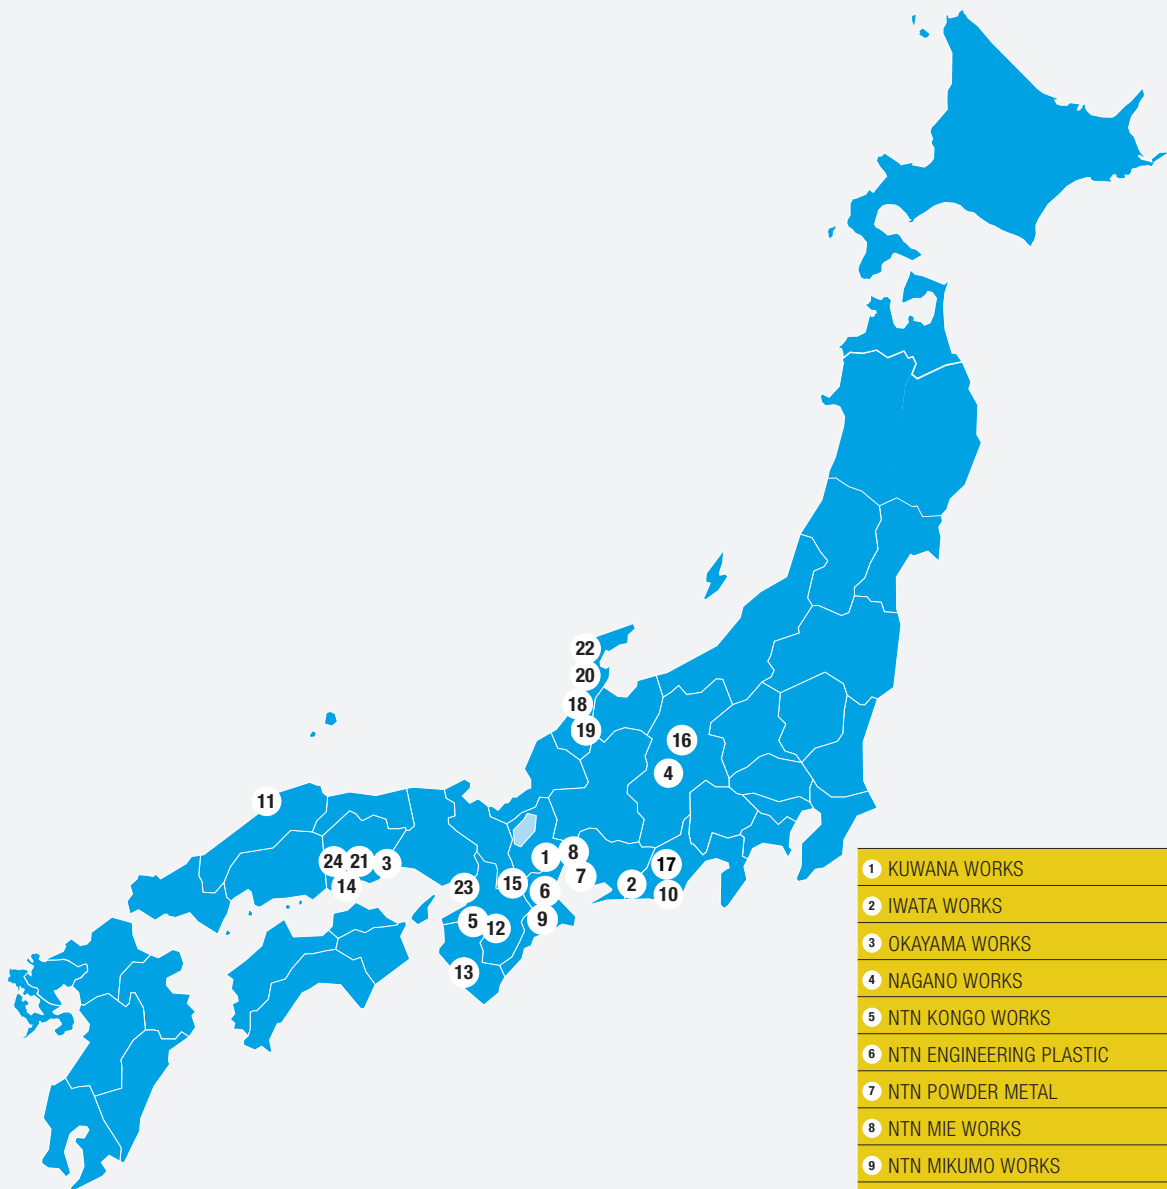 22
20
18
19
16
4
11
8
1
24
21
3
17
7
15
2
14
23
6
10
9
5
12
13
1 KUWANA WORKS
2 IWATA WORKS
3 OKAYAMA WORKS
4 NAGANO WORKS
5 NTN KONGO WORKS
6 NTN ENGINEERING PLASTIC
7 NTN POWDER METAL
8 NTN MIE WORKS
9 NTN MIKUMO WORKS